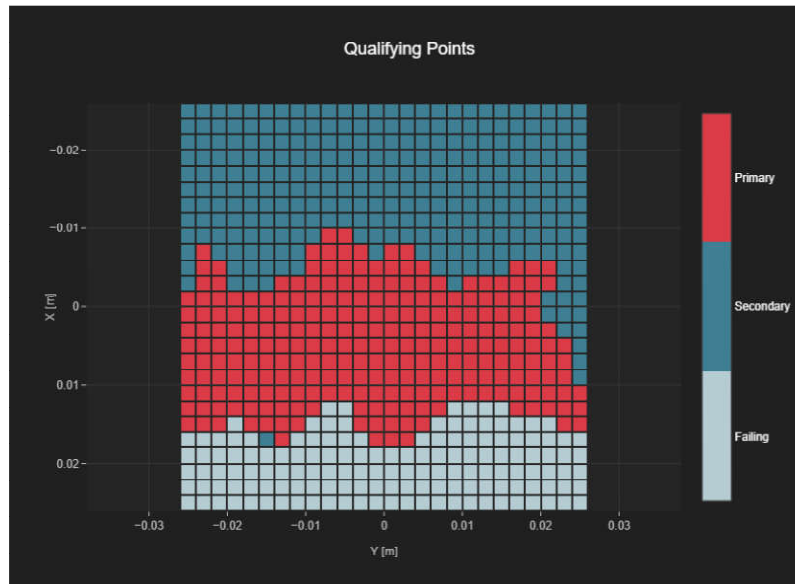 Qualifying Points
−0.02
−0.01
0
0.01
0.02
X [m]
−0.03
−0.02
−0.01
0
0.01
0.02
0.03
Y [m]
Primary
Secondary
Failing